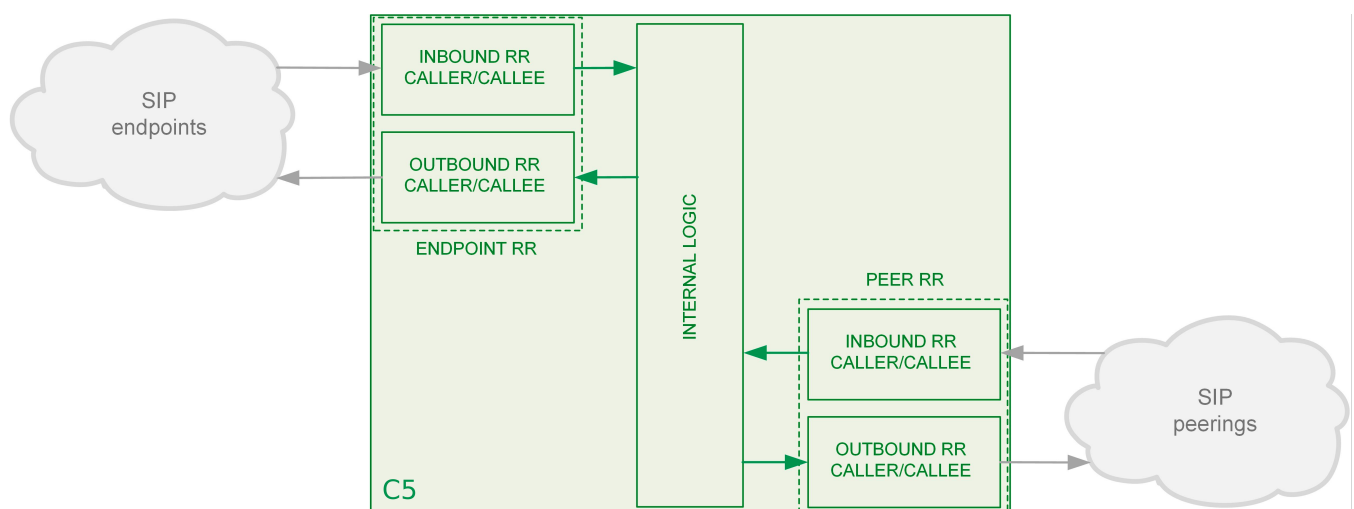 INBOUND RR
CALLER/CALLEE
SIP
endpoints
OUTBOUND RR
CALLER/CALLEE
ENDPOINT RR
INTERNAL LOGIC
PEER RR
INBOUND RR
CALLER/CALLEE
SIP
peerings
OUTBOUND RR
CALLER/CALLEE
C5